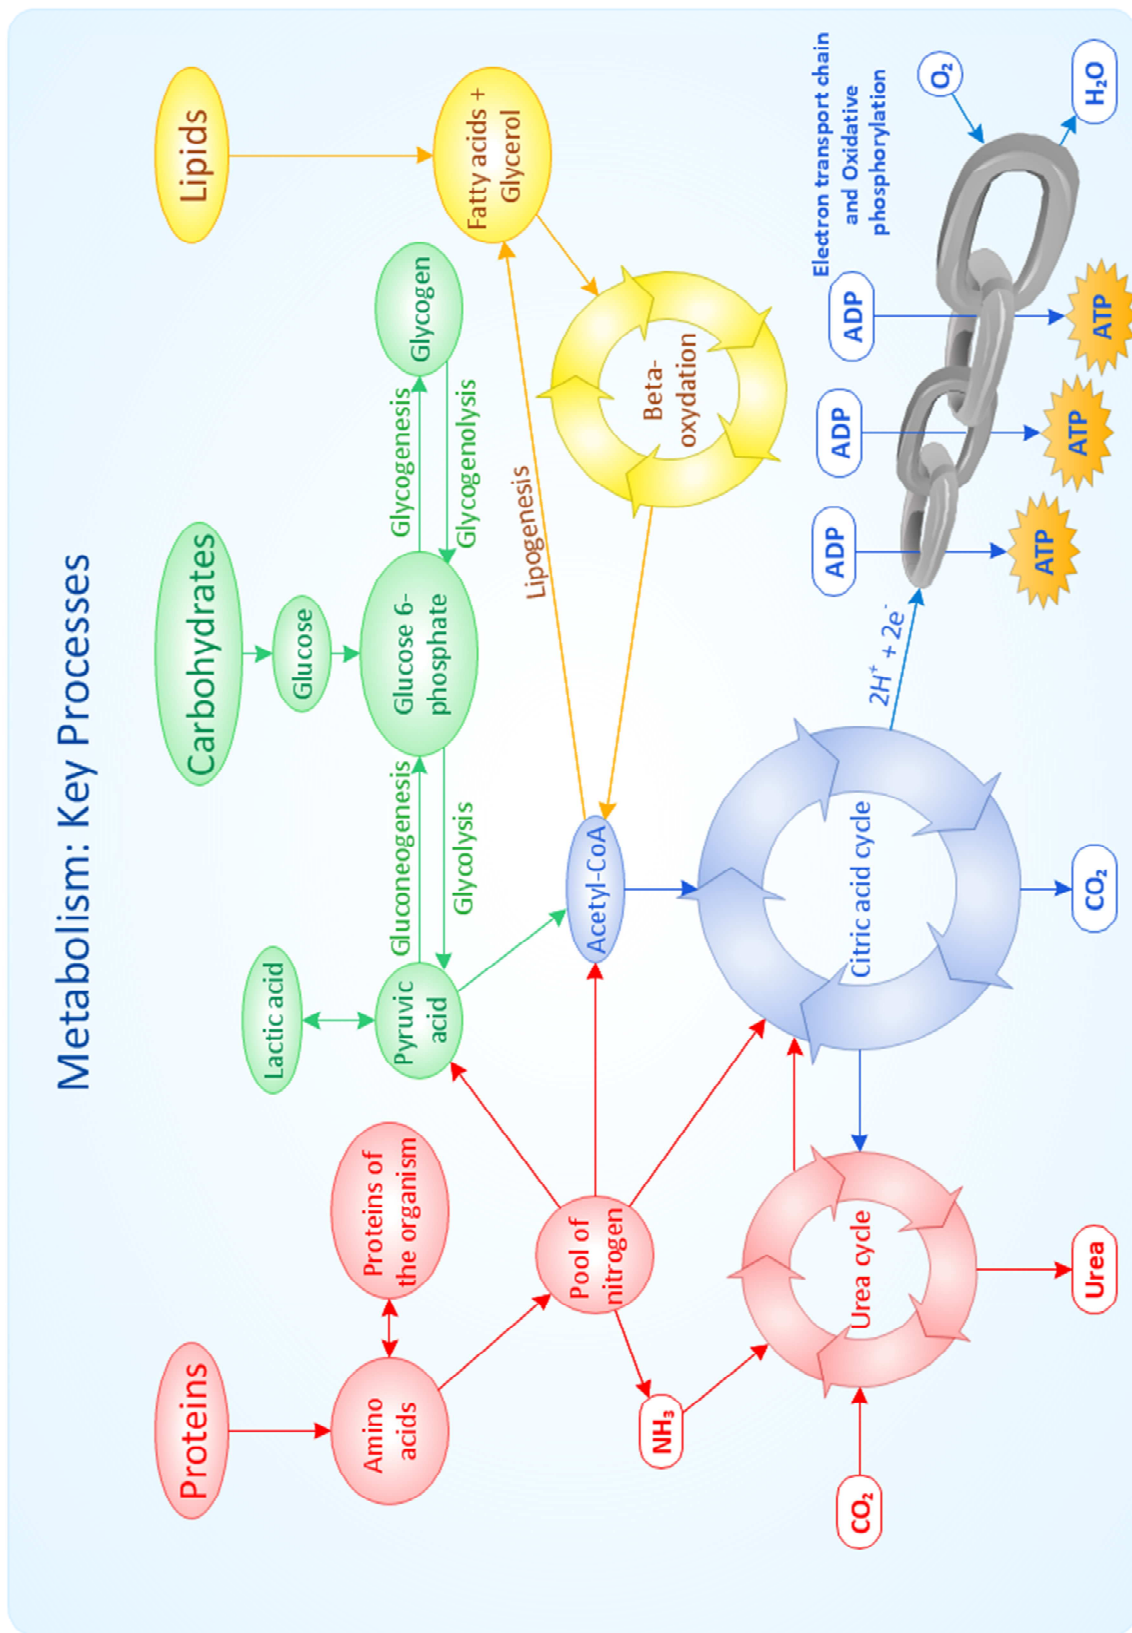 Metabolism: Key Processes
Proteins
Carbohydrates
Lipids
Amino
acids
Proteins of
the organism
Lactic acid
Pyruvic
acid
Gluconeogenesis
Glycolysis
Glucose
Glucose 6-
phosphate
Glycogenesis
Glycogenolysis
Glycogen
Fatty acids +
Glycerol
Lipogenesis
Pool of
nitrogen
NH₃
Acetyl-CoA
Beta-
oxydation
CO₂
Urea cycle
Urea
Citric acid cycle
CO₂
2H⁺ + 2e⁻
Electron transport chain
and Oxidative
phosphorylation
ADP
ADP
ADP
O₂
ATP
ATP
ATP
H₂O